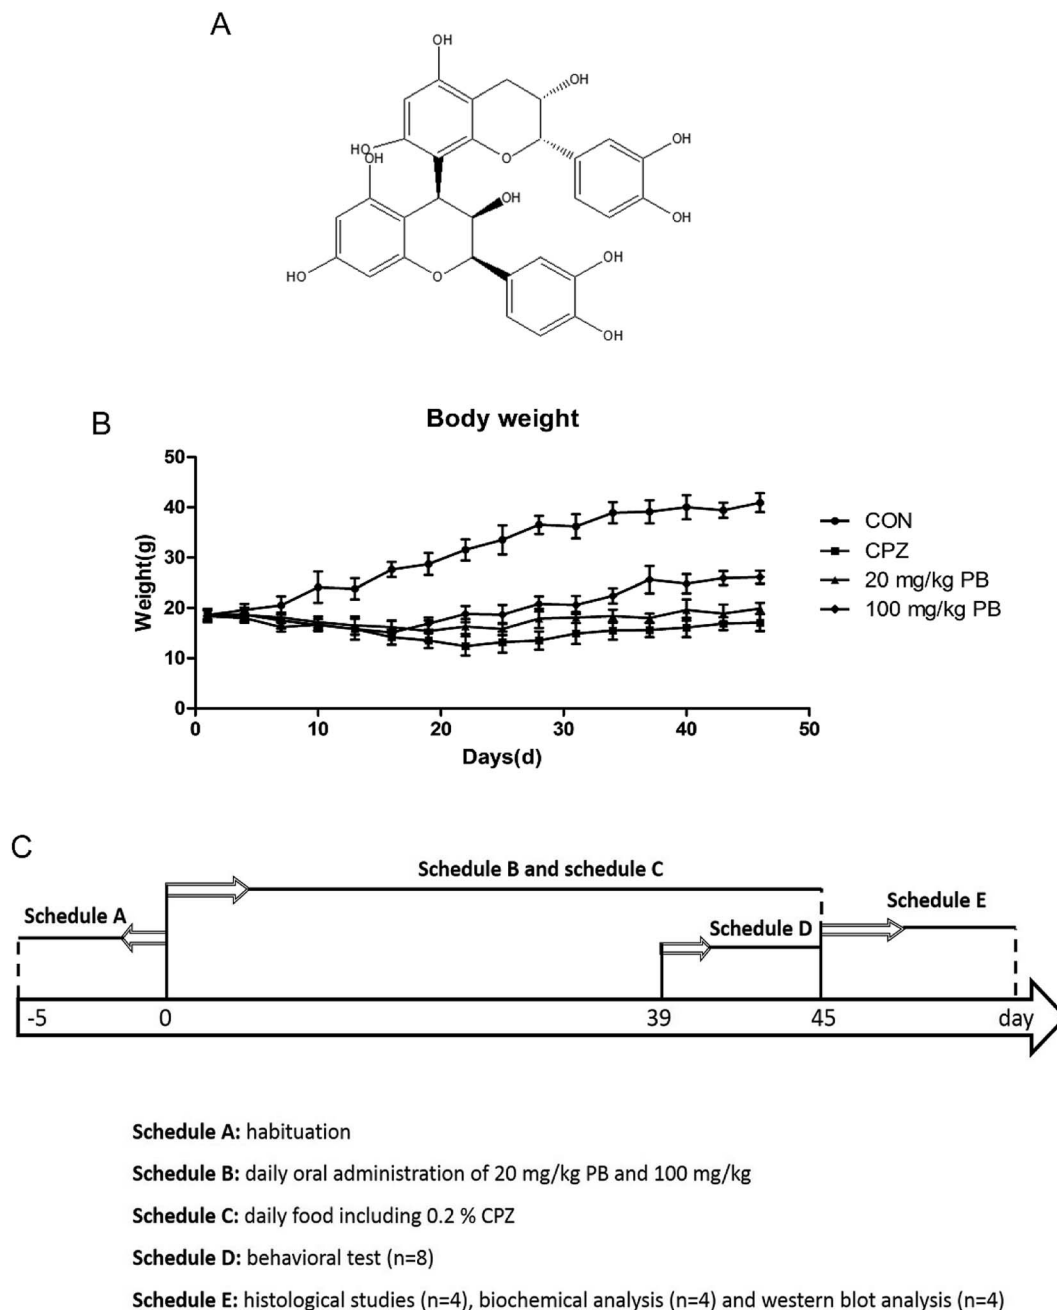 A
OH
OH
HO
OH
O
OH
OH
OH
HO
O
OH
OH
B
Body weight
Weight(g)
50
40
30
20
10
0
0 10 20 30 40 50
Days(d)
CON
CPZ
20 mg/kg PB
100 mg/kg PB
C
Schedule B and schedule C
Schedule A
Schedule E
Schedule D
-5 0 39 45 day
Schedule A: habituation
Schedule B: daily oral administration of 20 mg/kg PB and 100 mg/kg
Schedule C: daily food including 0.2 % CPZ
Schedule D: behavioral test (n=8)
Schedule E: histological studies (n=4), biochemical analysis (n=4) and western blot analysis (n=4)